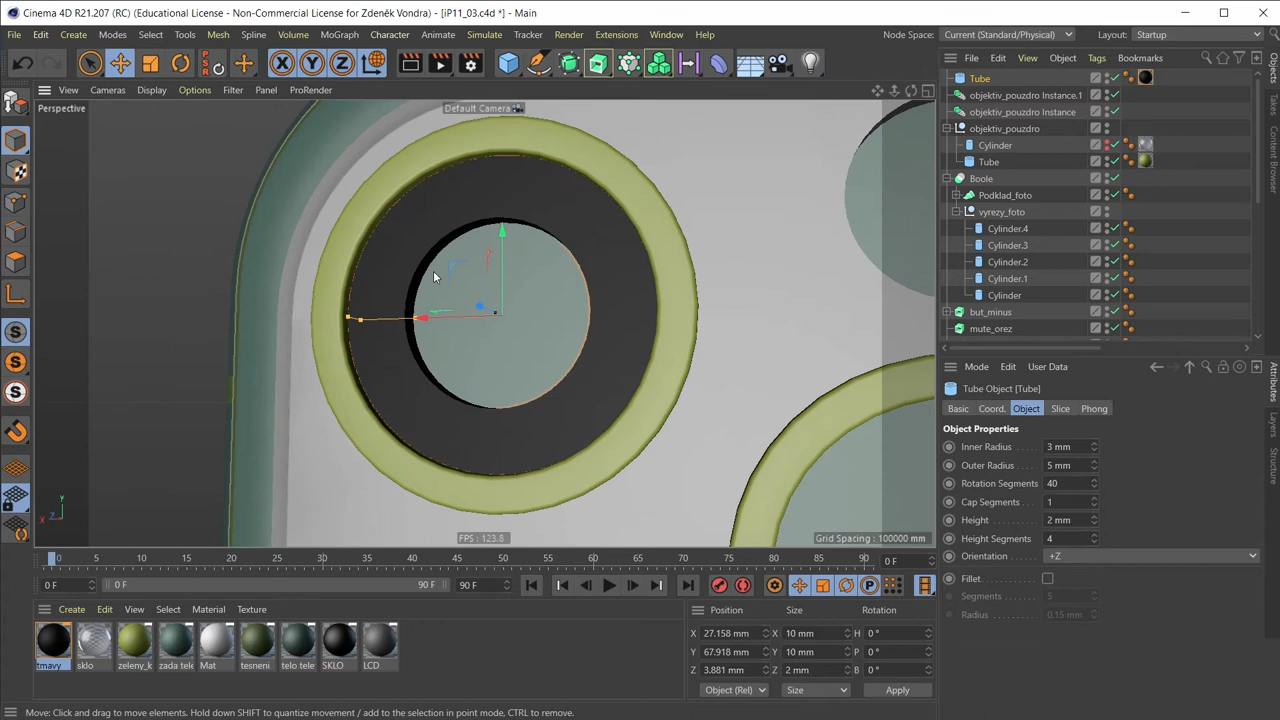 Cinema 4D R21.207 (RC) (Educational License - Non-Commercial License for Zdeněk Vondra) - [iP11_03.c4d *] - Main
File Edit Create Modes Select Tools Mesh Spline Volume MoGraph Character Animate Simulate Tracker Render Extensions Window Help Node Space: Current (Standard/Physical) Layout: Startup
View Cameras Display Options Filter Panel ProRender
File Edit View Object Tags Bookmarks
Perspective
Default Camera
Tube
objektiv_pouzdro Instance.1
objektiv_pouzdro Instance
objektiv_pouzdro
Cylinder
Tube
Boole
Podklad_foto
vyrezy_foto
Cylinder.4
Cylinder.3
Cylinder.2
Cylinder.1
Cylinder
but_minus
mute_orez
Objects
Content Browser
Mode Edit User Data
Tube Object [Tube]
Basic Coord. Object Slice Phong
Object Properties
Inner Radius 3 mm
Outer Radius 5 mm
Rotation Segments 40
Cap Segments 1
Height 2 mm
Height Segments 4
Orientation +Z
Fillet
Segments 5
Radius 0.15 mm
Attributes
Layers
Structure
Y
X
Z
FPS : 123.8
Grid Spacing : 100000 mm
0 5 10 15 20 25 30 35 40 45 50 55 60 65 70 75 80 85 90 0 F
0 F 0 F 90 F 90 F
Create Edit View Select Material Texture
tmavy sklo zeleny_k zada tele Mat tesneni telo tele SKLO LCD
Position Size Rotation
X 27.158 mm X 10 mm H 0 °
Y 67.918 mm Y 10 mm P 0 °
Z 3.881 mm Z 2 mm B 0 °
Object (Rel) Size Apply
Move: Click and drag to move elements. Hold down SHIFT to quantize movement / add to the selection in point mode, CTRL to remove.